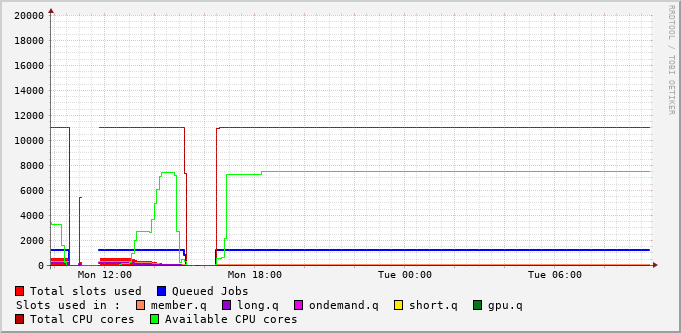 20000
18000
16000
14000
12000
10000
8000
6000
4000
2000
0
Mon 12:00 Mon 18:00 Tue 00:00 Tue 06:00
Total slots used Queued Jobs
Slots used in : member.q long.q ondemand.q short.q gpu.q
Total CPU cores Available CPU cores
RRDTOOL / TOBI OETIKER